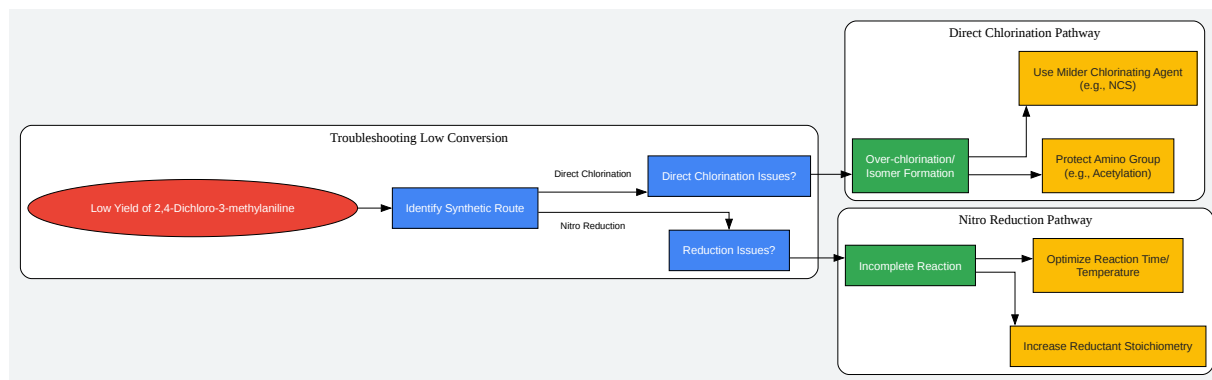 Troubleshooting Low Conversion
Low Yield of 2,4-Dichloro-3-methylaniline
Identify Synthetic Route
Direct Chlorination
Nitro Reduction
Direct Chlorination Issues?
Reduction Issues?
Direct Chlorination Pathway
Over-chlorination/
Isomer Formation
Use Milder Chlorinating Agent
(e.g., NCS)
Protect Amino Group
(e.g., Acetylation)
Nitro Reduction Pathway
Incomplete Reaction
Optimize Reaction Time/
Temperature
Increase Reductant Stoichiometry